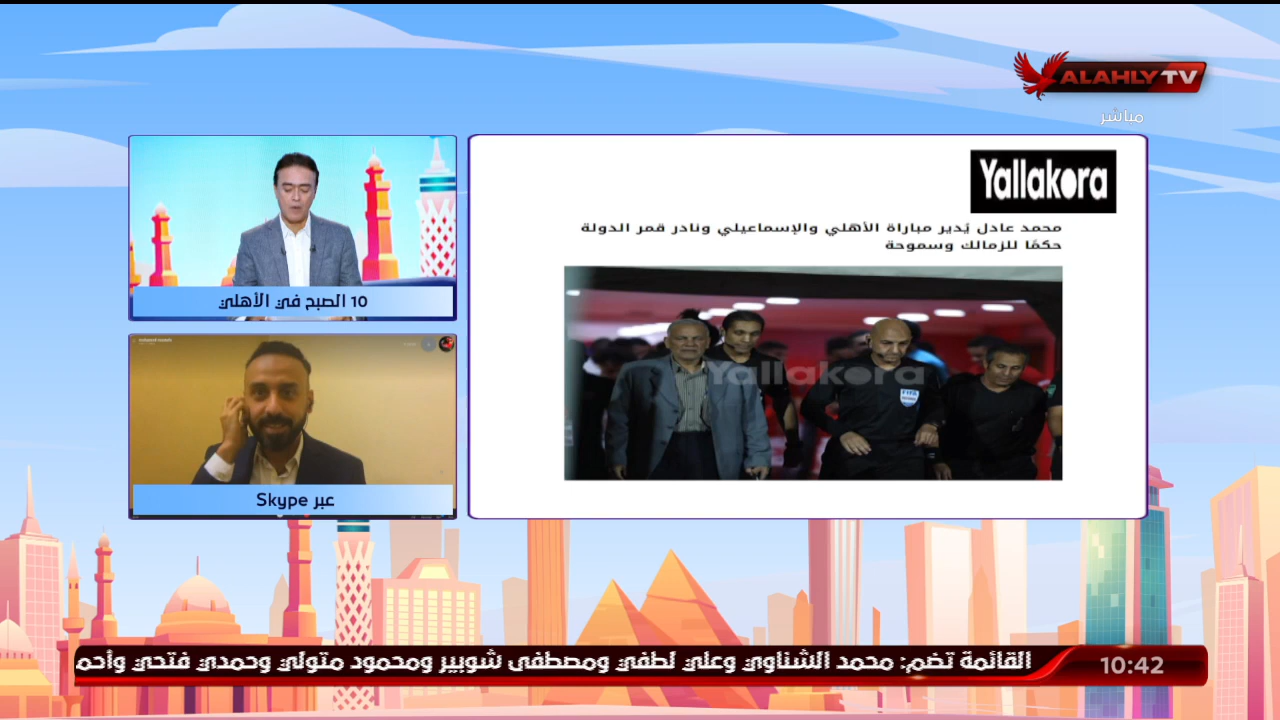 ALAHLY TV
مباشر
Yallakora
محمد عادل يُدير مباراة الأهلي والإسماعيلي ونادر قمر الدولة
حكمًا للزمالك وسموحة
Yallakora
FIFA
10 الصبح في الأهلي
عبر Skype
القائمة تضم: محمد الشناوي وعلي لطفي ومصطفى شوبير ومحمود متولي وحمدي فتحي وأحم
10:42